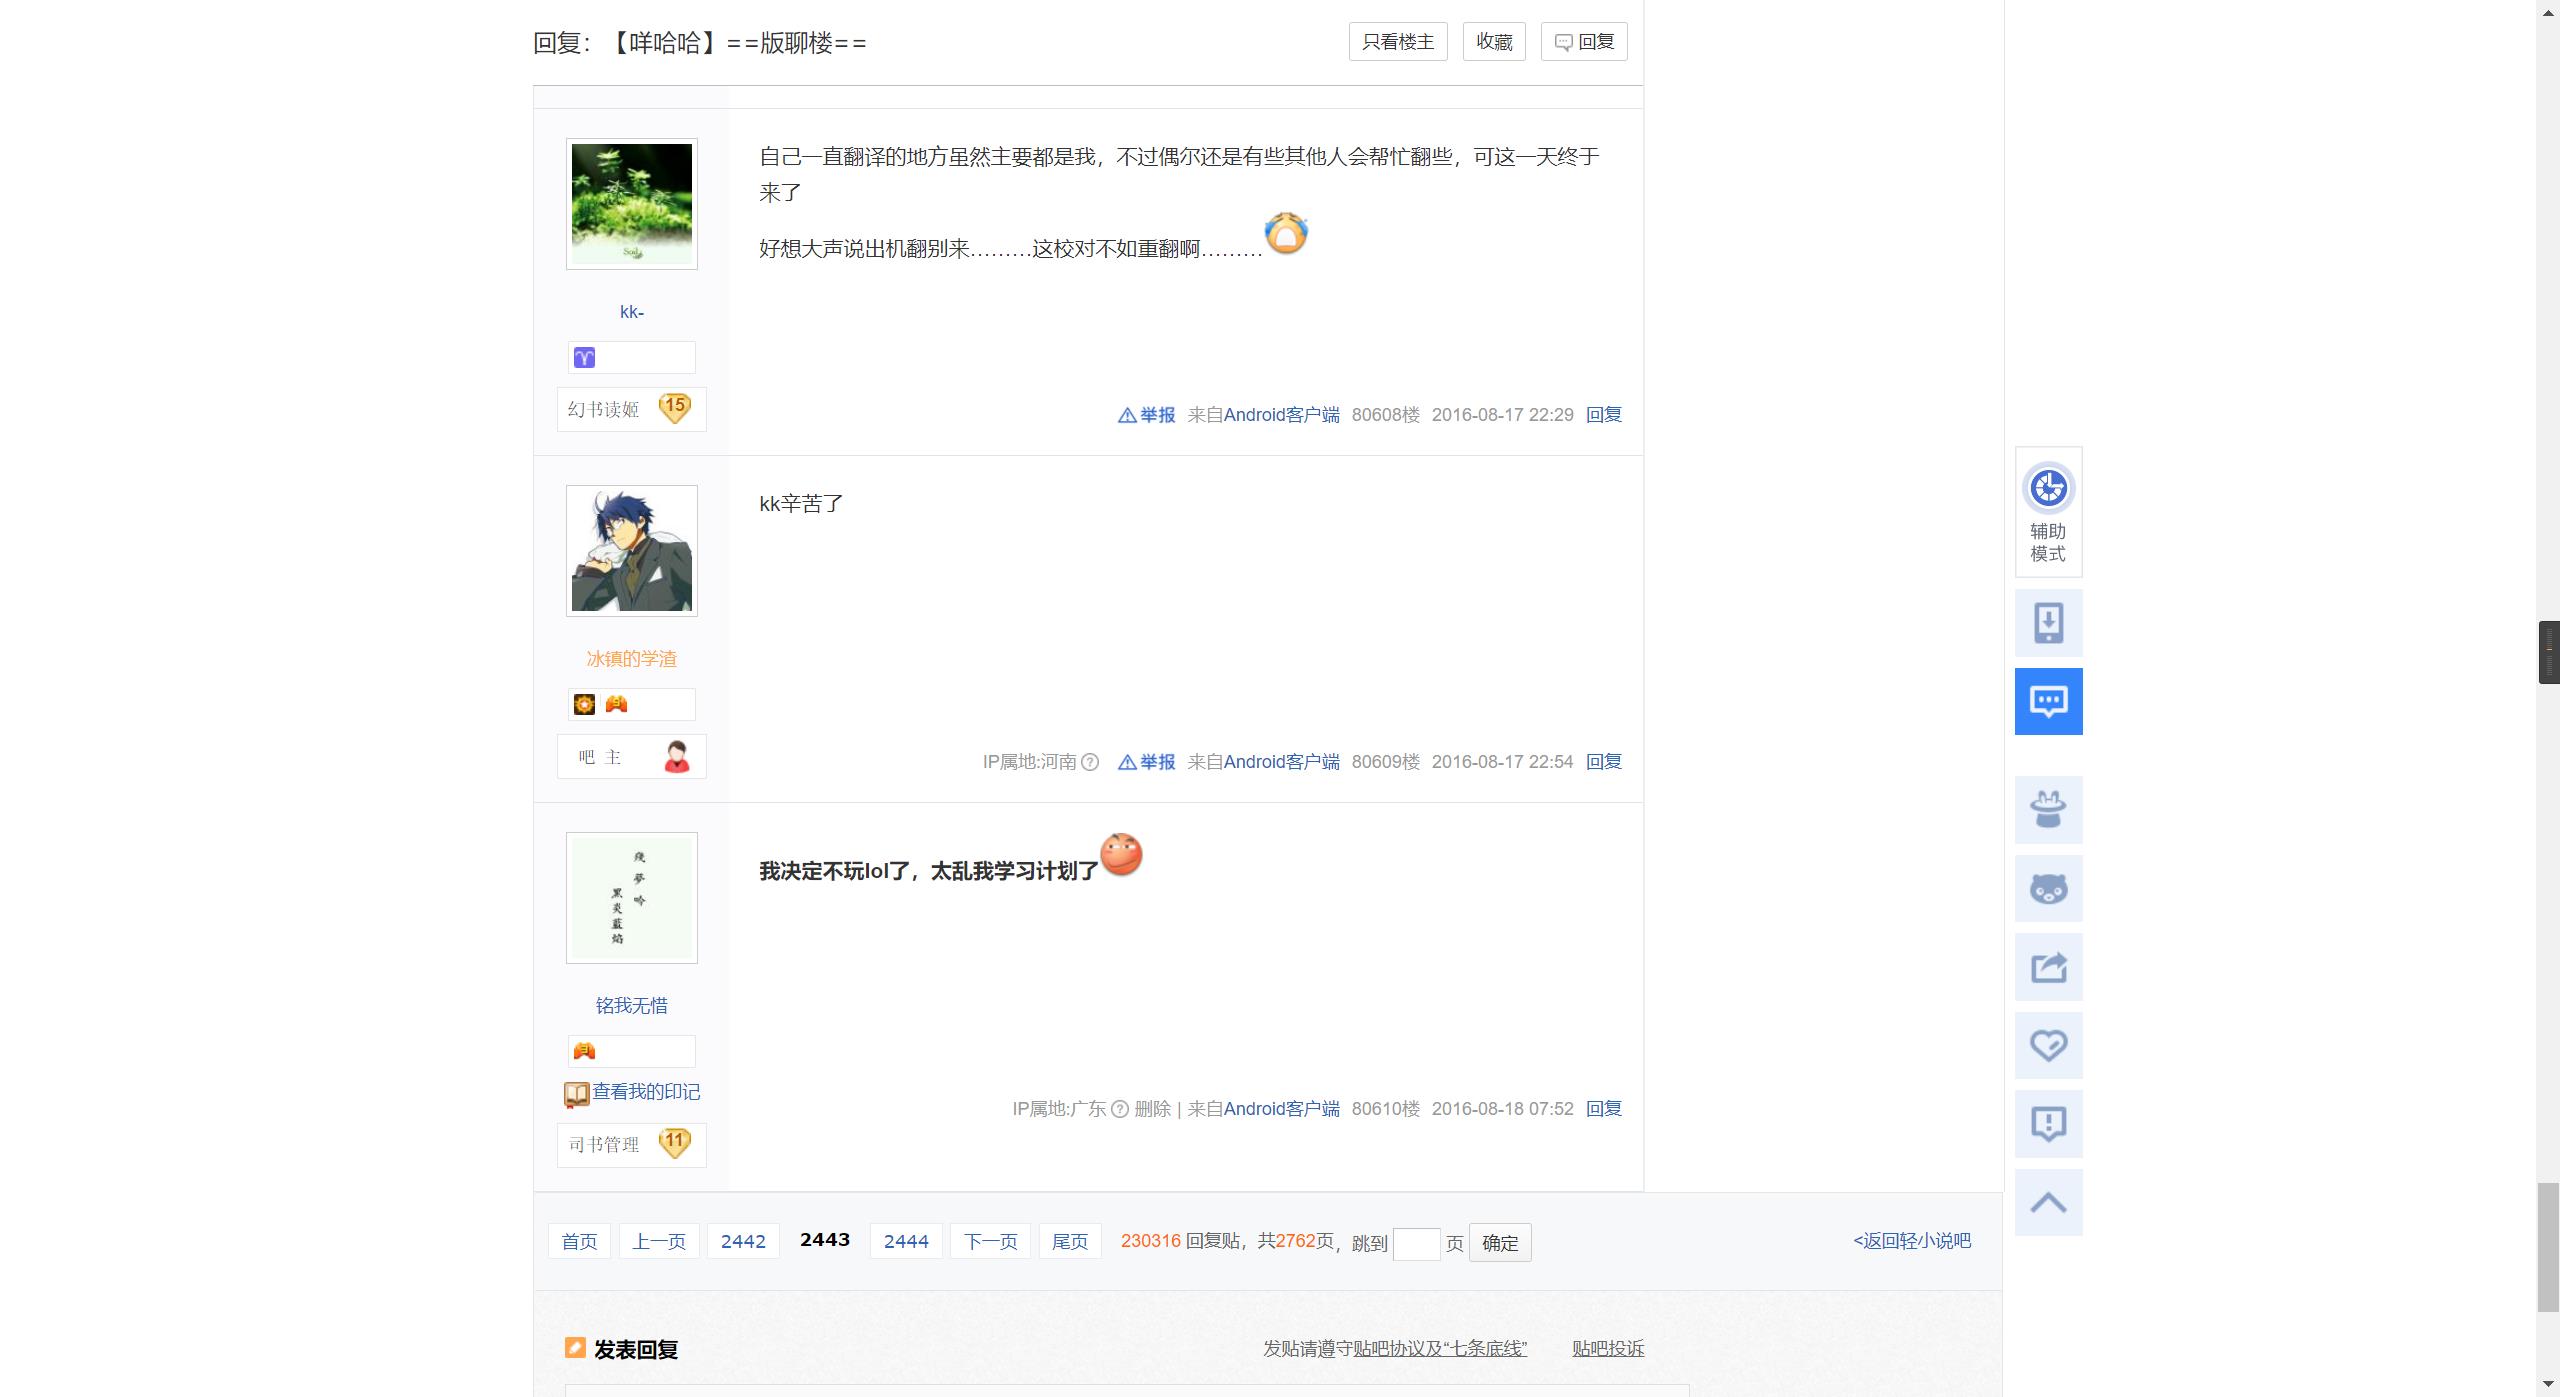 回复：【咩哈哈】==版聊楼==
只看楼主
收藏
回复
自己一直翻译的地方虽然主要都是我，不过偶尔还是有些其他人会帮忙翻些，可这一天终于
来了
好想大声说出机翻别来………这校对不如重翻啊………
Soil
kk-
幻书读姬 15
举报 来自Android客户端 80608楼 2016-08-17 22:29 回复
kk辛苦了
冰镇的学渣
吧 主
IP属地:河南 举报 来自Android客户端 80609楼 2016-08-17 22:54 回复
我决定不玩lol了，太乱我学习计划了
残夢吟
黑炎蓝焰
铭我无惜
查看我的印记
司书管理 11
IP属地:广东 删除 | 来自Android客户端 80610楼 2016-08-18 07:52 回复
首页 上一页 2442 2443 2444 下一页 尾页 230316 回复贴，共2762页，跳到 页 确定
<返回轻小说吧
发表回复
发贴请遵守贴吧协议及“七条底线” 贴吧投诉
辅助
模式